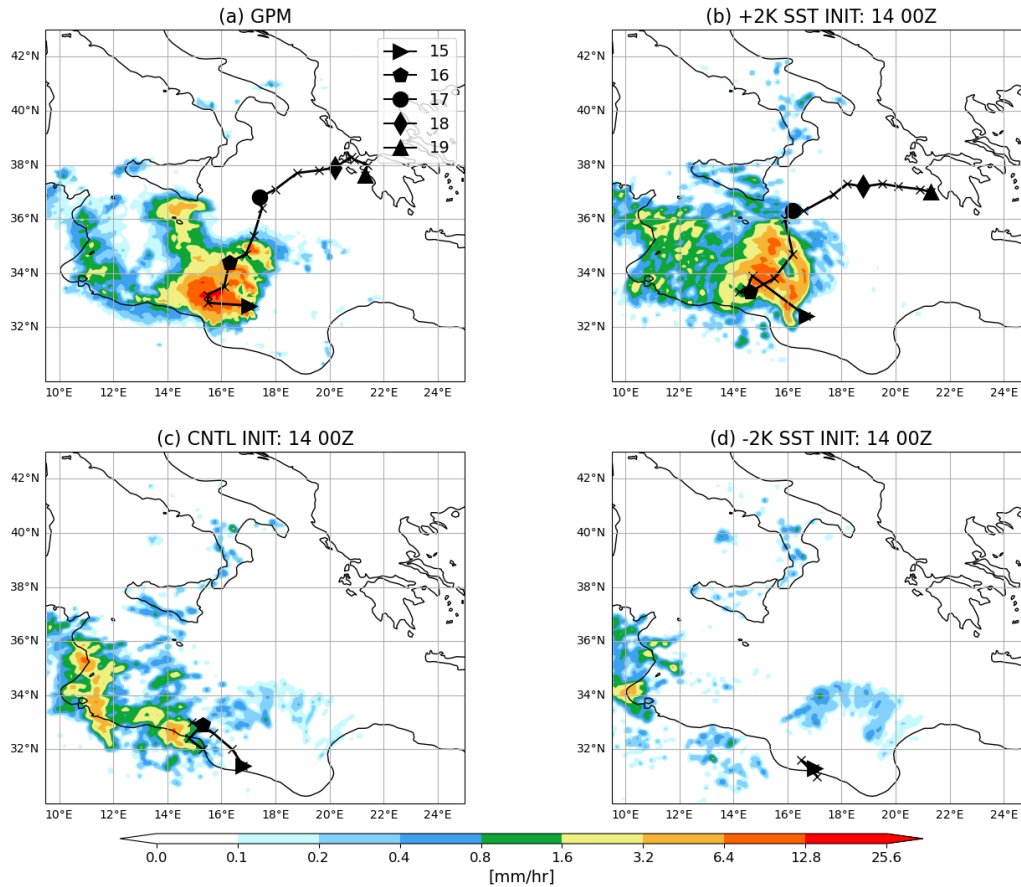 (a) GPM
(b) +2K SST INIT: 14 00Z
42°N
40°N
38°N
36°N
34°N
32°N
10°E 12°E 14°E 16°E 18°E 20°E 22°E 24°E
15
16
17
18
19
42°N
40°N
38°N
36°N
34°N
32°N
10°E 12°E 14°E 16°E 18°E 20°E 22°E 24°E
(c) CNTL INIT: 14 00Z
(d) -2K SST INIT: 14 00Z
42°N
40°N
38°N
36°N
34°N
32°N
10°E 12°E 14°E 16°E 18°E 20°E 22°E 24°E
42°N
40°N
38°N
36°N
34°N
32°N
10°E 12°E 14°E 16°E 18°E 20°E 22°E 24°E
0.0 0.1 0.2 0.4 0.8 1.6 3.2 6.4 12.8 25.6
[mm/hr]